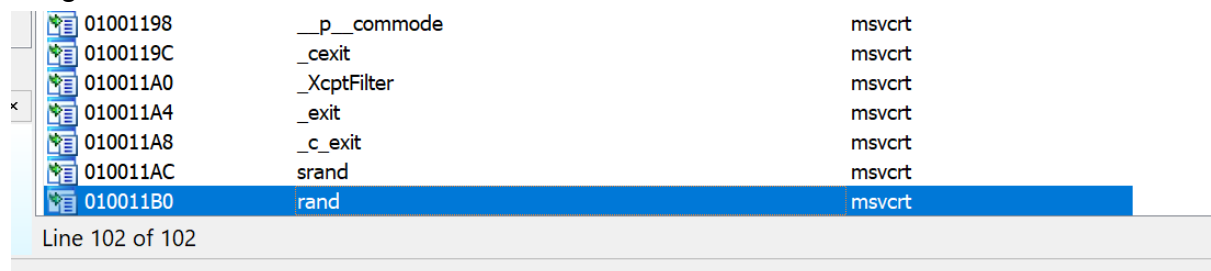 01001198 __p__commode msvcrt
0100119C _cexit msvcrt
010011A0 _XcptFilter msvcrt
010011A4 _exit msvcrt
010011A8 _c_exit msvcrt
010011AC srand msvcrt
010011B0 rand msvcrt
Line 102 of 102